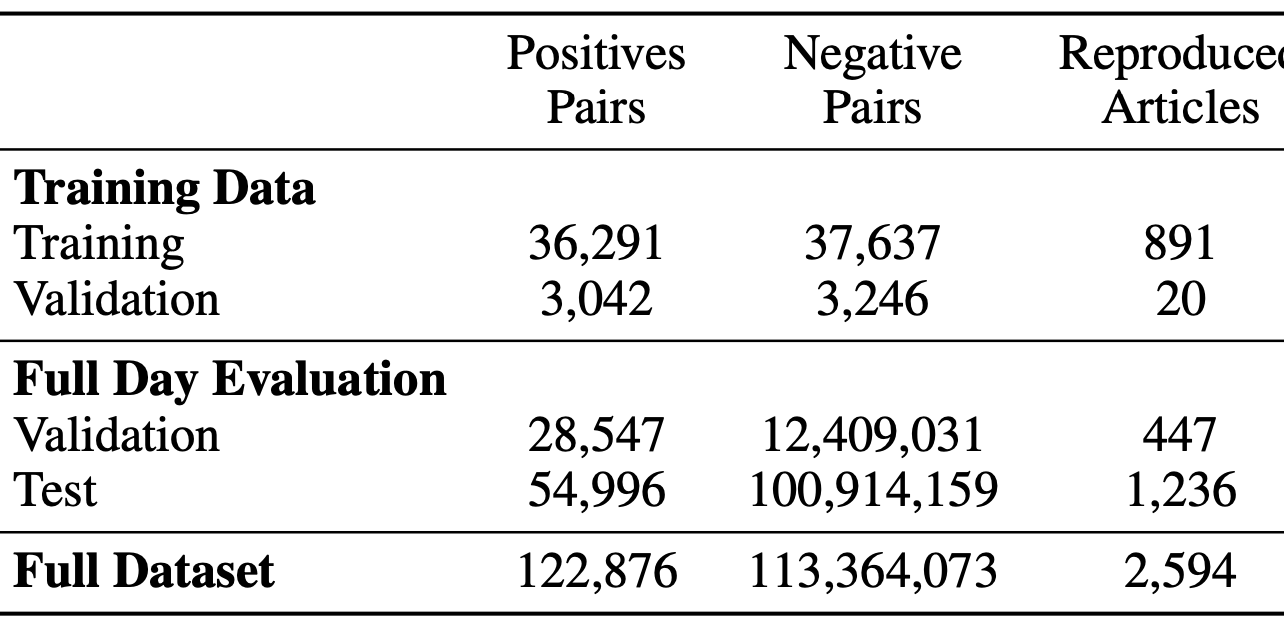 Positives Negative Reproduced
Pairs Pairs Articles
Training Data
Training 36,291 37,637 891
Validation 3,042 3,246 20
Full Day Evaluation
Validation 28,547 12,409,031 447
Test 54,996 100,914,159 1,236
Full Dataset 122,876 113,364,073 2,594